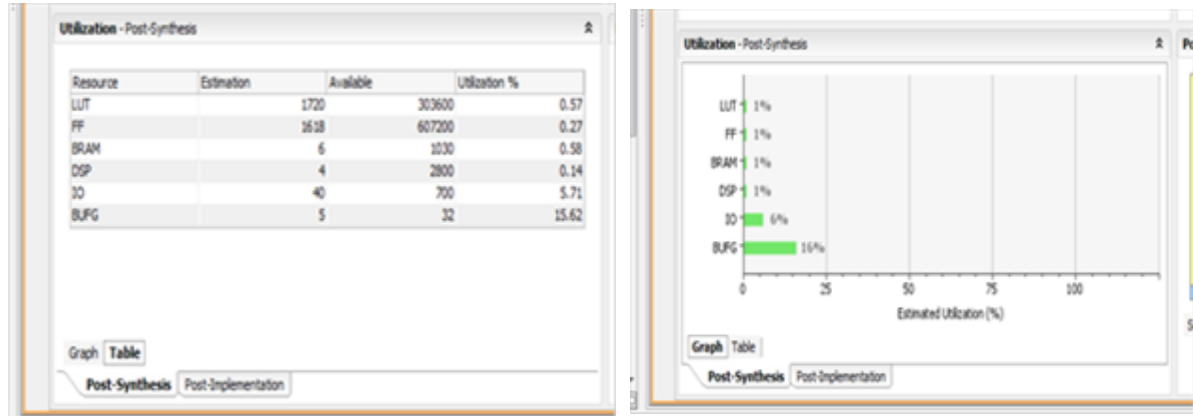 Utilization - Post-Synthesis
Resource Estimation Available Utilization %
LUT 1720 303600 0.57
FF 1618 607200 0.27
BRAM 6 1030 0.58
DSP 4 2800 0.14
IO 40 700 5.71
BUFG 5 32 15.62
Graph Table
Post-Synthesis Post-Implementation
Utilization - Post-Synthesis
LUT 1%
FF 1%
BRAM 1%
DSP 1%
IO 6%
BUFG 16%
0 25 50 75 100
Estimated Utilization (%)
Graph Table
Post-Synthesis Post-Implementation